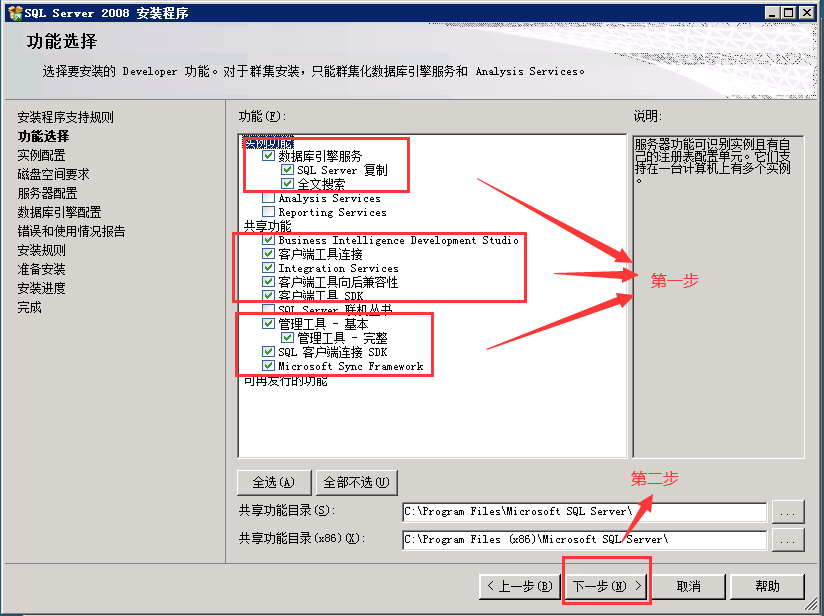 SQL Server 2008 安装程序
功能选择
选择要安装的 Developer 功能。对于群集安装，只能群集化数据库引擎服务和 Analysis Services。
安装程序支持规则
功能选择
实例配置
磁盘空间要求
服务器配置
数据库引擎配置
错误和使用情况报告
安装规则
准备安装
安装进度
完成
功能(F):
实例功能
数据库引擎服务
SQL Server 复制
全文搜索
Analysis Services
Reporting Services
共享功能
Business Intelligence Development Studio
客户端工具连接
Integration Services
客户端工具向后兼容性
客户端工具 SDK
SQL Server 联机丛书
管理工具 - 基本
管理工具 - 完整
SQL 客户端连接 SDK
Microsoft Sync Framework
可再发行的功能
说明:
服务器功能可识别实例且有自
己的注册表配置单元。它们支
持在一台计算机上有多个实例
。
第一步
全选(A)
全部不选(U)
第二步
共享功能目录(S):
C:\Program Files\Microsoft SQL Server\
...
共享功能目录(x86)(X):
C:\Program Files (x86)\Microsoft SQL Server\
...
< 上一步(B)
下一步(N) >
取消
帮助